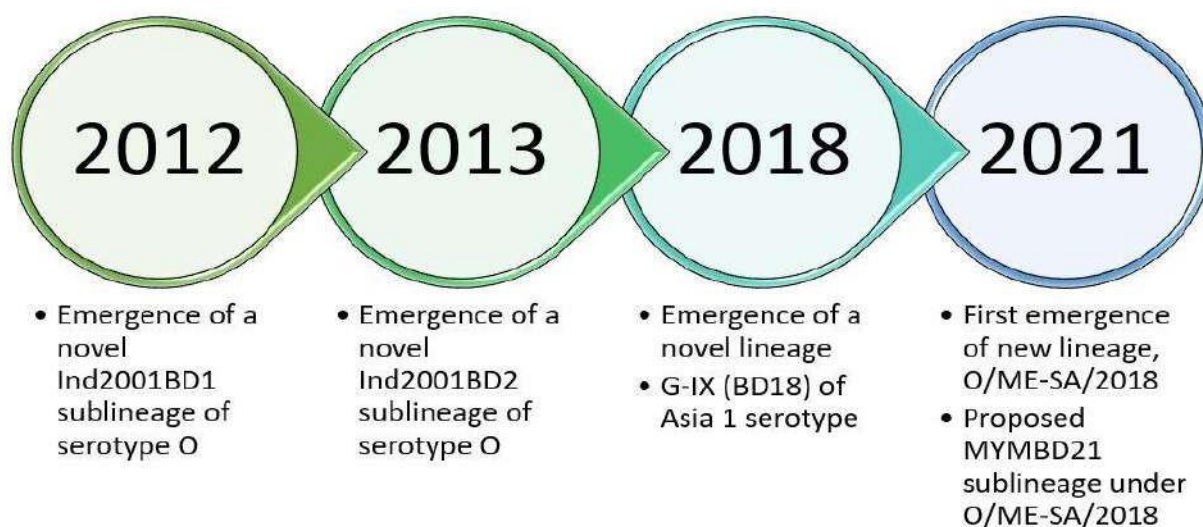 2012
2013
2018
2021
• Emergence of a
novel
Ind2001BD1
sublineage of
serotype O
• Emergence of a
novel
Ind2001BD2
sublineage of
serotype O
• Emergence of a
novel lineage
• G-IX (BD18) of
Asia 1 serotype
• First emergence
of new lineage,
O/ME-SA/2018
• Proposed
MYMBD21
sublineage under
O/ME-SA/2018